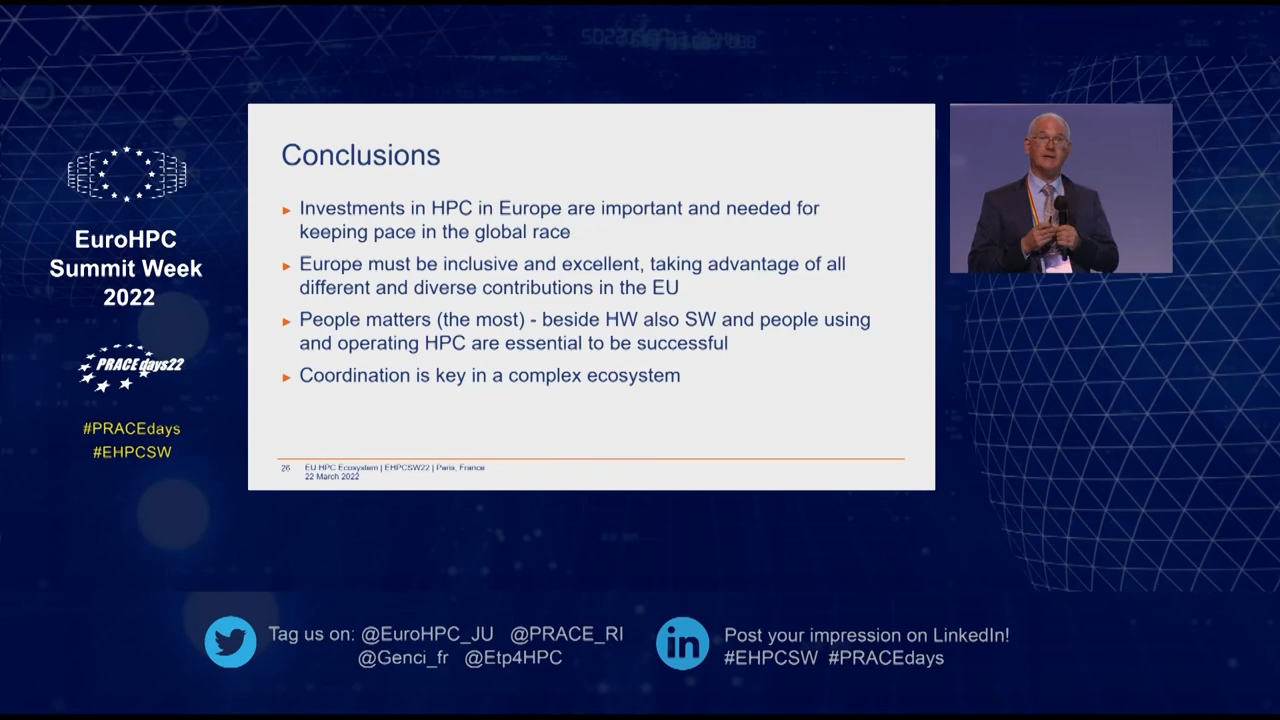 EuroHPC
Summit Week
2022
PRACEdays22
#PRACEdays
#EHPCSW
Conclusions
Investments in HPC in Europe are important and needed for
keeping pace in the global race
Europe must be inclusive and excellent, taking advantage of all
different and diverse contributions in the EU
People matters (the most) - beside HW also SW and people using
and operating HPC are essential to be successful
Coordination is key in a complex ecosystem
26 EU HPC Ecosystem | EHPCSW22 | Paris, France
22 March 2022
Tag us on: @EuroHPC_JU @PRACE_RI
@Genci_fr @Etp4HPC
in
Post your impression on LinkedIn!
#EHPCSW #PRACEdays